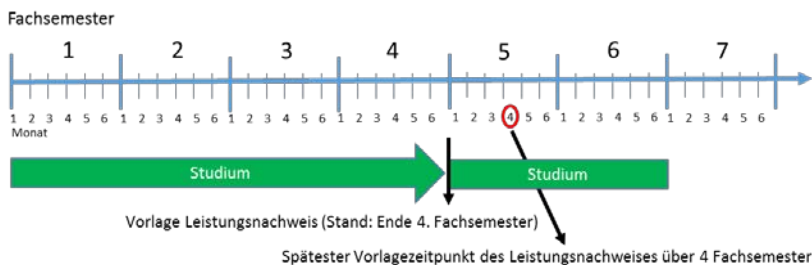 Fachsemester
1 2 3 4 5 6 7
1 2 3 4 5 6 1 2 3 4 5 6 1 2 3 4 5 6 1 2 3 4 5 6 1 2 3 4 5 6 1 2 3 4 5 6 1 2 3 4 5 6
Monat
Studium Studium
Vorlage Leistungsnachweis (Stand: Ende 4. Fachsemester)
Spätester Vorlagezeitpunkt des Leistungsnachweises über 4 Fachsemester